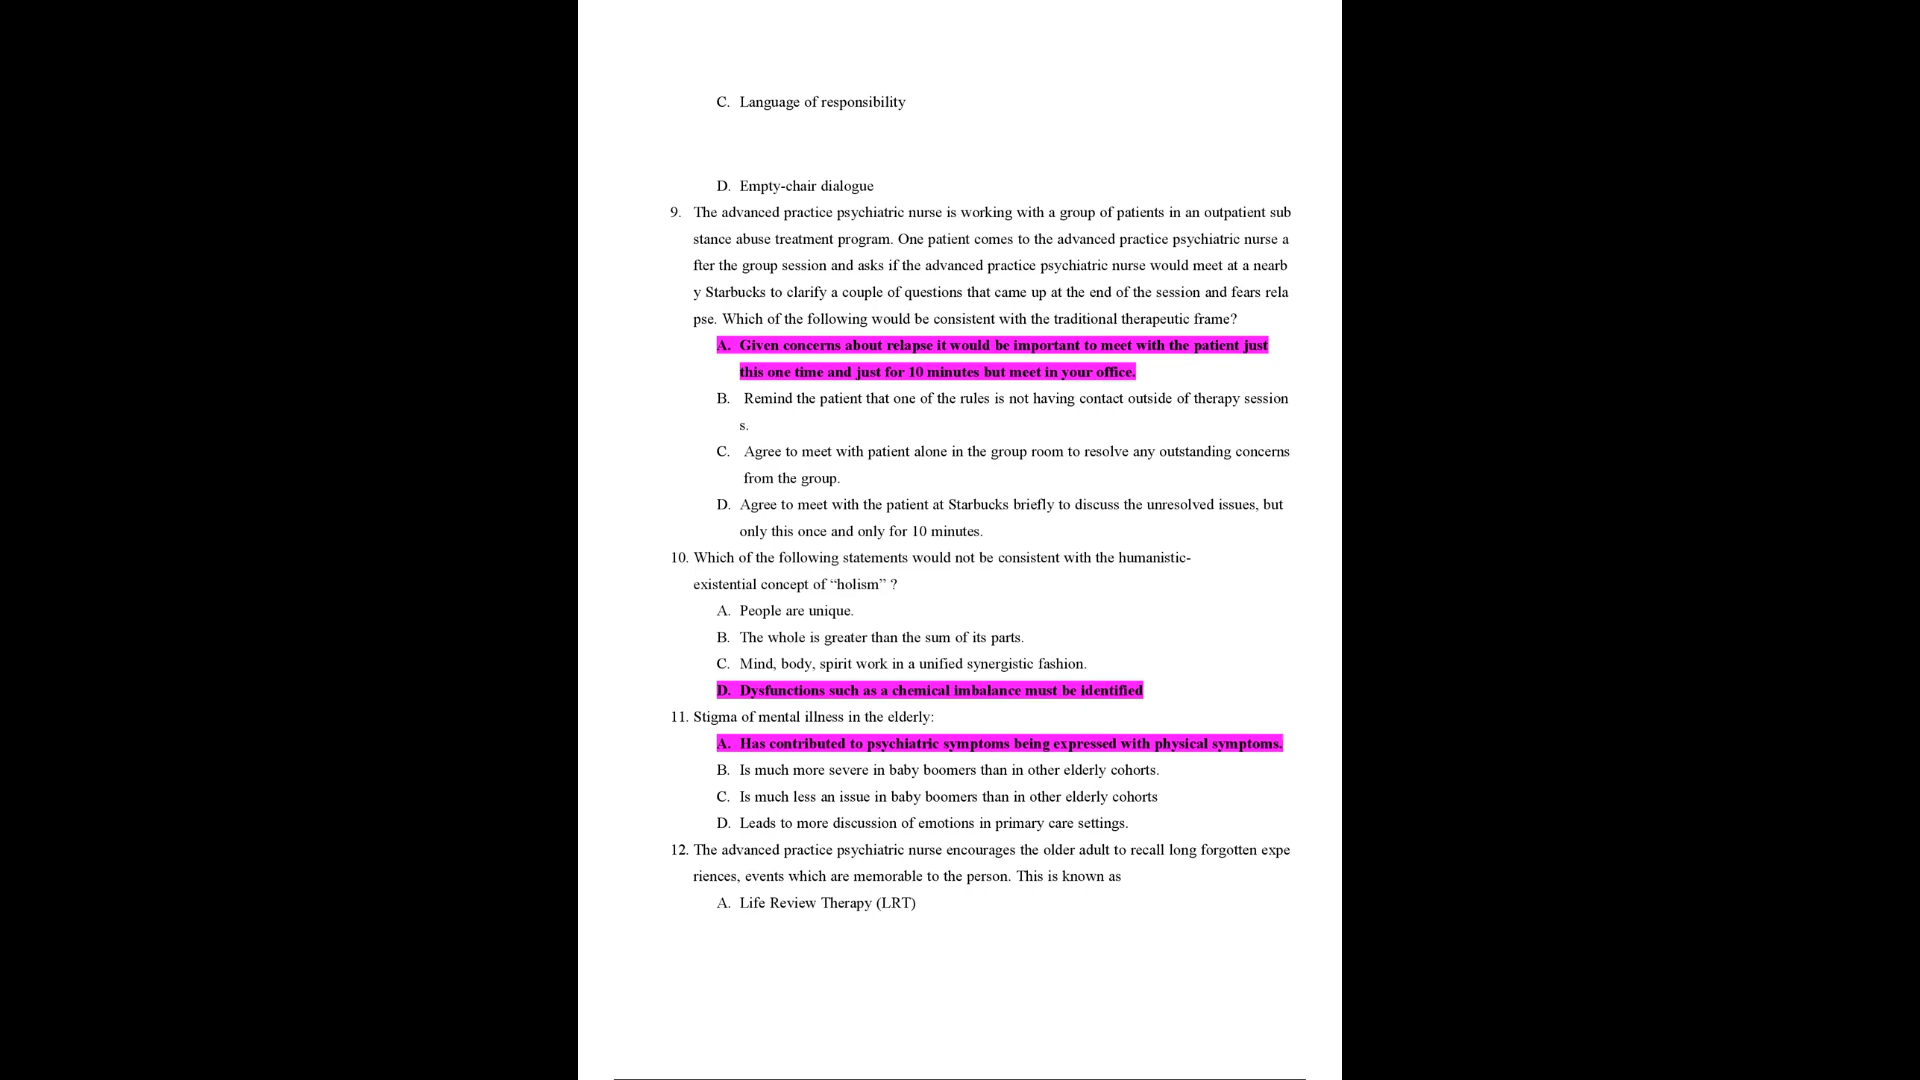 C. Language of responsibility
D. Empty-chair dialogue
9. The advanced practice psychiatric nurse is working with a group of patients in an outpatient sub
stance abuse treatment program. One patient comes to the advanced practice psychiatric nurse a
fter the group session and asks if the advanced practice psychiatric nurse would meet at a nearb
y Starbucks to clarify a couple of questions that came up at the end of the session and fears rela
pse. Which of the following would be consistent with the traditional therapeutic frame?
A. Given concerns about relapse it would be important to meet with the patient just
this one time and just for 10 minutes but meet in your office.
B. Remind the patient that one of the rules is not having contact outside of therapy session
s.
C. Agree to meet with patient alone in the group room to resolve any outstanding concerns
from the group.
D. Agree to meet with the patient at Starbucks briefly to discuss the unresolved issues, but
only this once and only for 10 minutes.
10. Which of the following statements would not be consistent with the humanistic-
existential concept of “holism” ?
A. People are unique.
B. The whole is greater than the sum of its parts.
C. Mind, body, spirit work in a unified synergistic fashion.
D. Dysfunctions such as a chemical imbalance must be identified
11. Stigma of mental illness in the elderly:
A. Has contributed to psychiatric symptoms being expressed with physical symptoms.
B. Is much more severe in baby boomers than in other elderly cohorts.
C. Is much less an issue in baby boomers than in other elderly cohorts
D. Leads to more discussion of emotions in primary care settings.
12. The advanced practice psychiatric nurse encourages the older adult to recall long forgotten expe
riences, events which are memorable to the person. This is known as
A. Life Review Therapy (LRT)